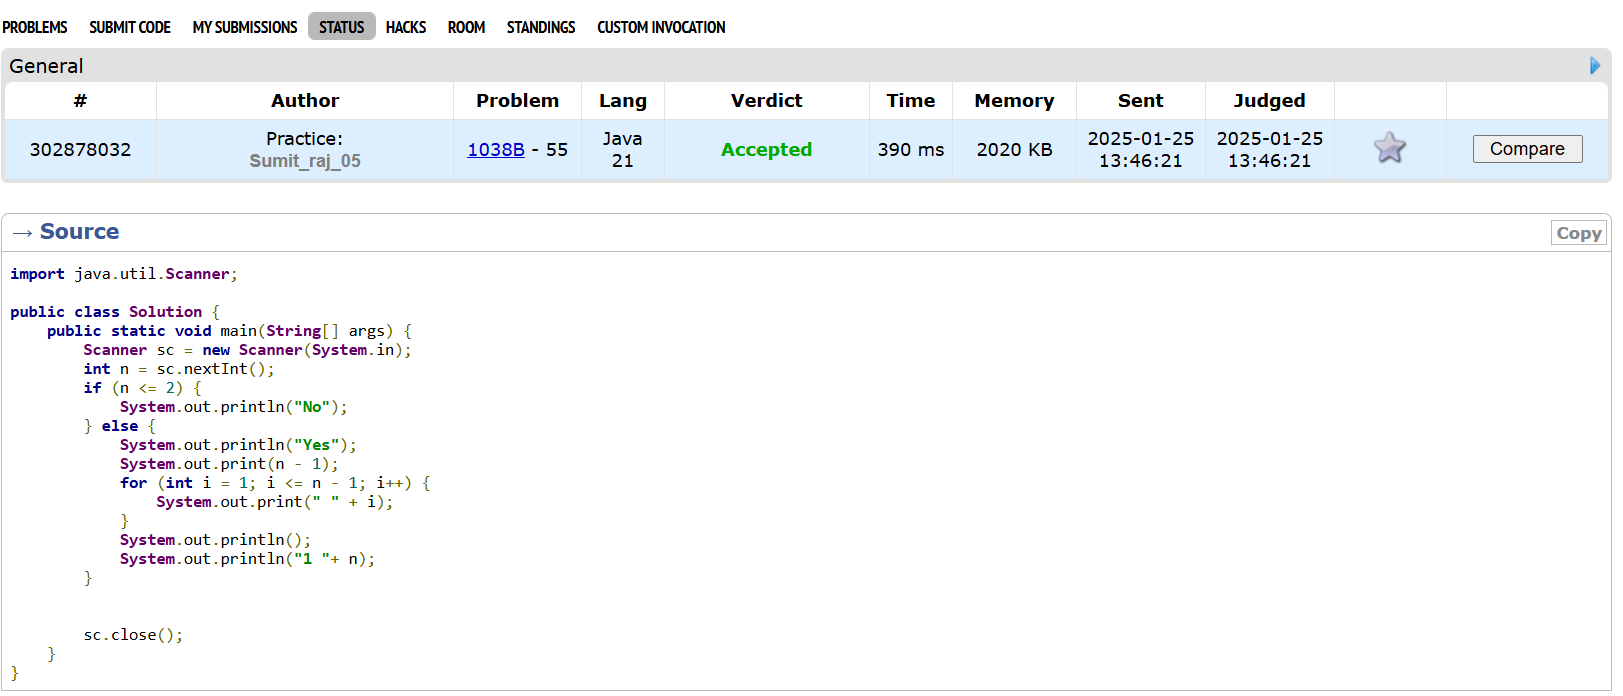 PROBLEMS SUBMIT CODE MY SUBMISSIONS STATUS HACKS ROOM STANDINGS CUSTOM INVOCATION
General
# Author Problem Lang Verdict Time Memory Sent Judged
302878032 Practice: Sumit_raj_05 1038B - 55 Java 21 Accepted 390 ms 2020 KB 2025-01-25 13:46:21 2025-01-25 13:46:21 Compare
→ Source Copy
import java.util.Scanner;
public class Solution {
    public static void main(String[] args) {
        Scanner sc = new Scanner(System.in);
        int n = sc.nextInt();
        if (n <= 2) {
            System.out.println("No");
        } else {
            System.out.println("Yes");
            System.out.print(n - 1);
            for (int i = 1; i <= n - 1; i++) {
                System.out.print(" " + i);
            }
            System.out.println();
            System.out.println("1 "+ n);
        }
        sc.close();
    }
}